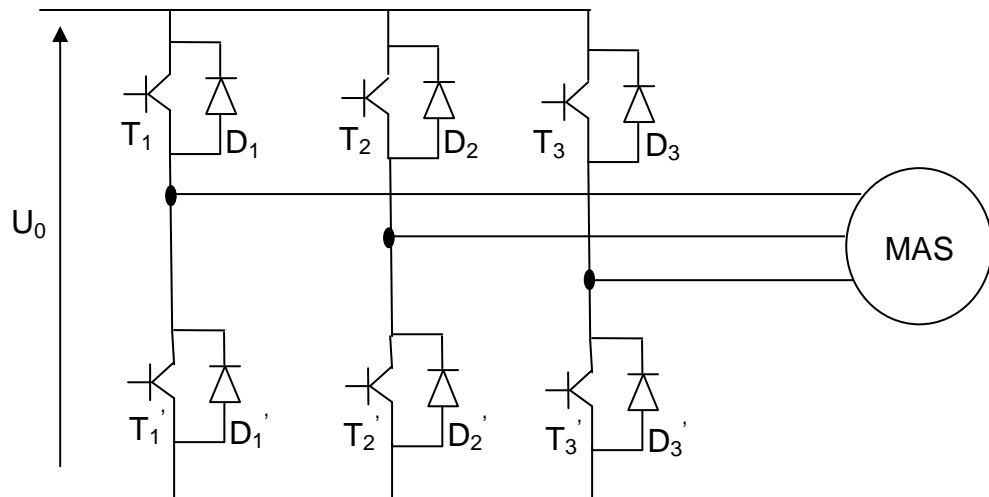 T₁ D₁ T₂ D₂ T₃ D₃
U₀
MAS
T₁’ D₁’ T₂’ D₂’ T₃’ D₃’